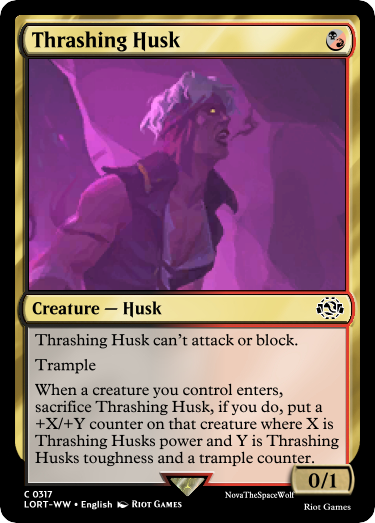 Thrashing Husk
Creature — Husk
Thrashing Husk can't attack or block.
Trample
When a creature you control enters,
sacrifice Thrashing Husk, if you do, put a
+X/+Y counter on that creature where X is
Thrashing Husks power and Y is Thrashing
Husks toughness and a trample counter.
0/1
C 0317
LORT-WW • English Riot Games
NovaTheSpaceWolf
Riot Games